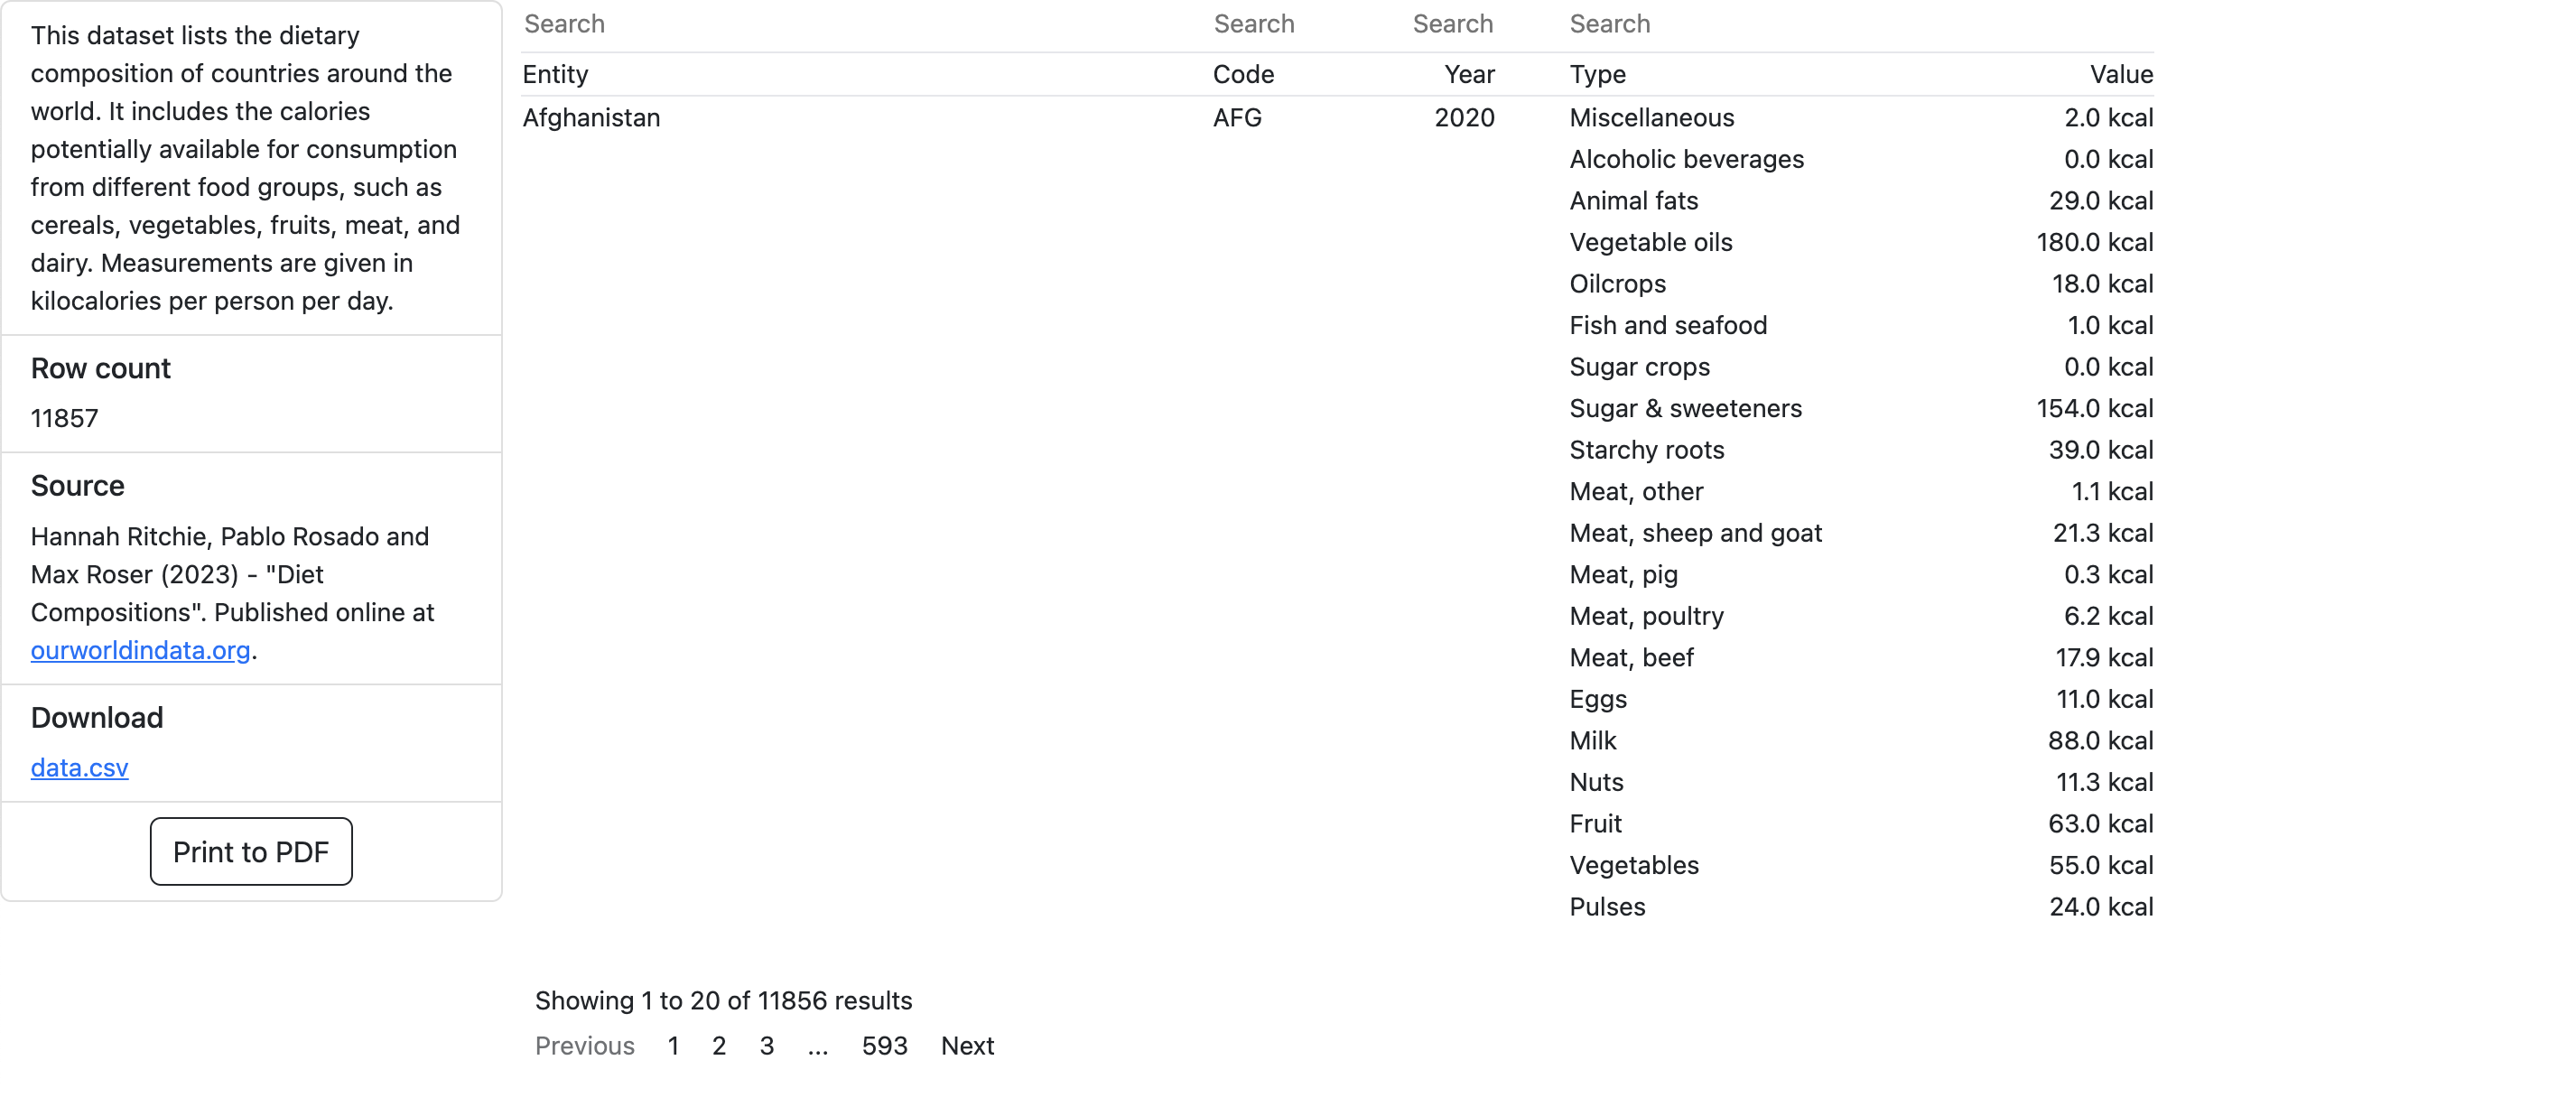 This dataset lists the dietary
composition of countries around the
world. It includes the calories
potentially available for consumption
from different food groups, such as
cereals, vegetables, fruits, meat, and
dairy. Measurements are given in
kilocalories per person per day.
Row count
11857
Source
Hannah Ritchie, Pablo Rosado and
Max Roser (2023) - "Diet
Compositions". Published online at
ourworldindata.org.
Download
data.csv
Print to PDF
Search Search Search Search
Entity Code Year Type Value
Afghanistan AFG 2020 Miscellaneous 2.0 kcal
Alcoholic beverages 0.0 kcal
Animal fats 29.0 kcal
Vegetable oils 180.0 kcal
Oilcrops 18.0 kcal
Fish and seafood 1.0 kcal
Sugar crops 0.0 kcal
Sugar & sweeteners 154.0 kcal
Starchy roots 39.0 kcal
Meat, other 1.1 kcal
Meat, sheep and goat 21.3 kcal
Meat, pig 0.3 kcal
Meat, poultry 6.2 kcal
Meat, beef 17.9 kcal
Eggs 11.0 kcal
Milk 88.0 kcal
Nuts 11.3 kcal
Fruit 63.0 kcal
Vegetables 55.0 kcal
Pulses 24.0 kcal
Showing 1 to 20 of 11856 results
Previous 1 2 3 ... 593 Next